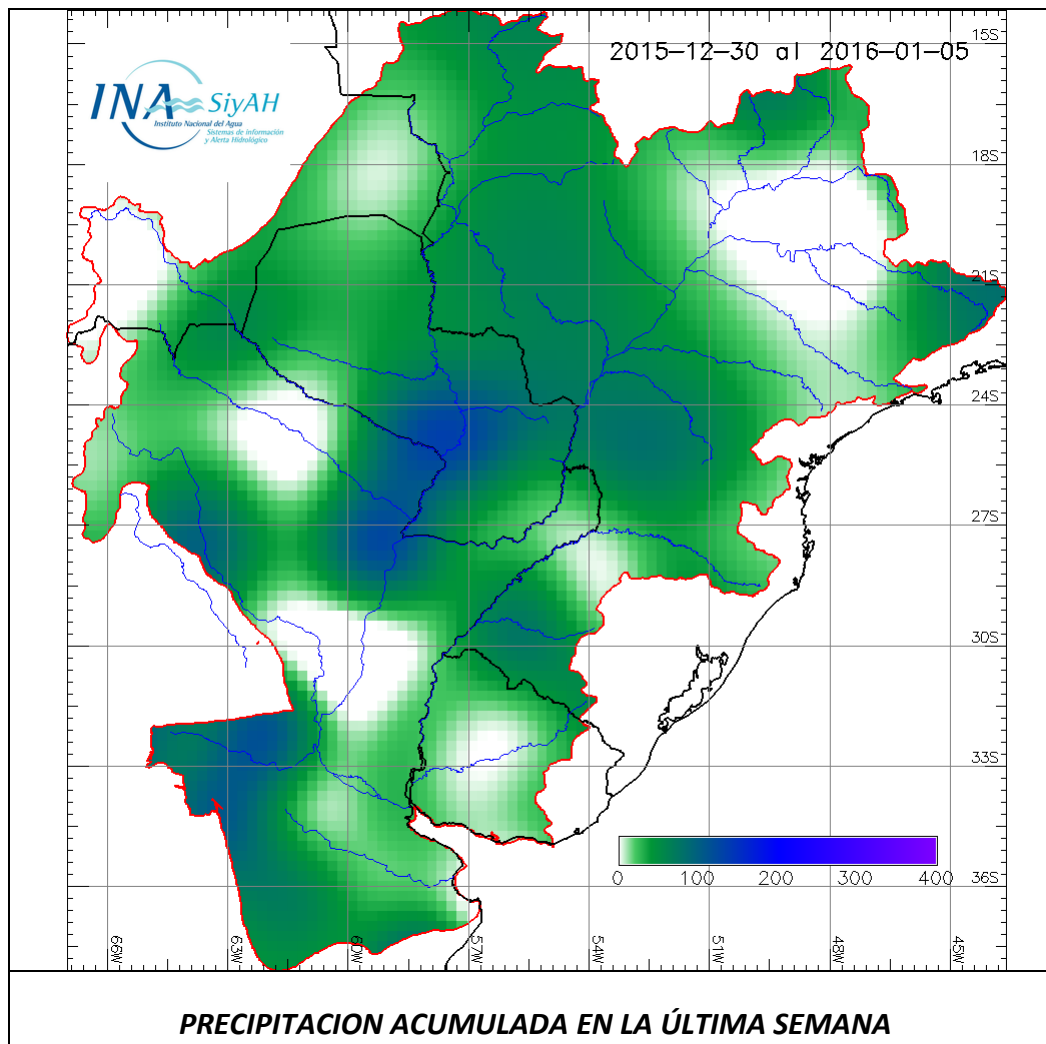 2015-12-30 al 2016-01-05
INA SiyAH
Instituto Nacional del Agua
Sistemas de información
y Alerta Hidrológico
15S
18S
21S
24S
27S
30S
33S
36S
0 100 200 300 400
66W 63W 60W 57W 54W 51W 48W 45W
PRECIPITACION ACUMULADA EN LA ÚLTIMA SEMANA